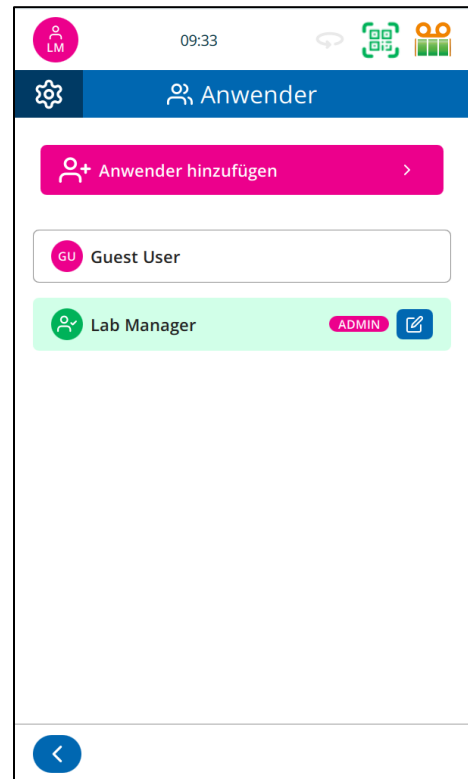 LM
09:33
Anwender
Anwender hinzufügen
GU Guest User
Lab Manager ADMIN